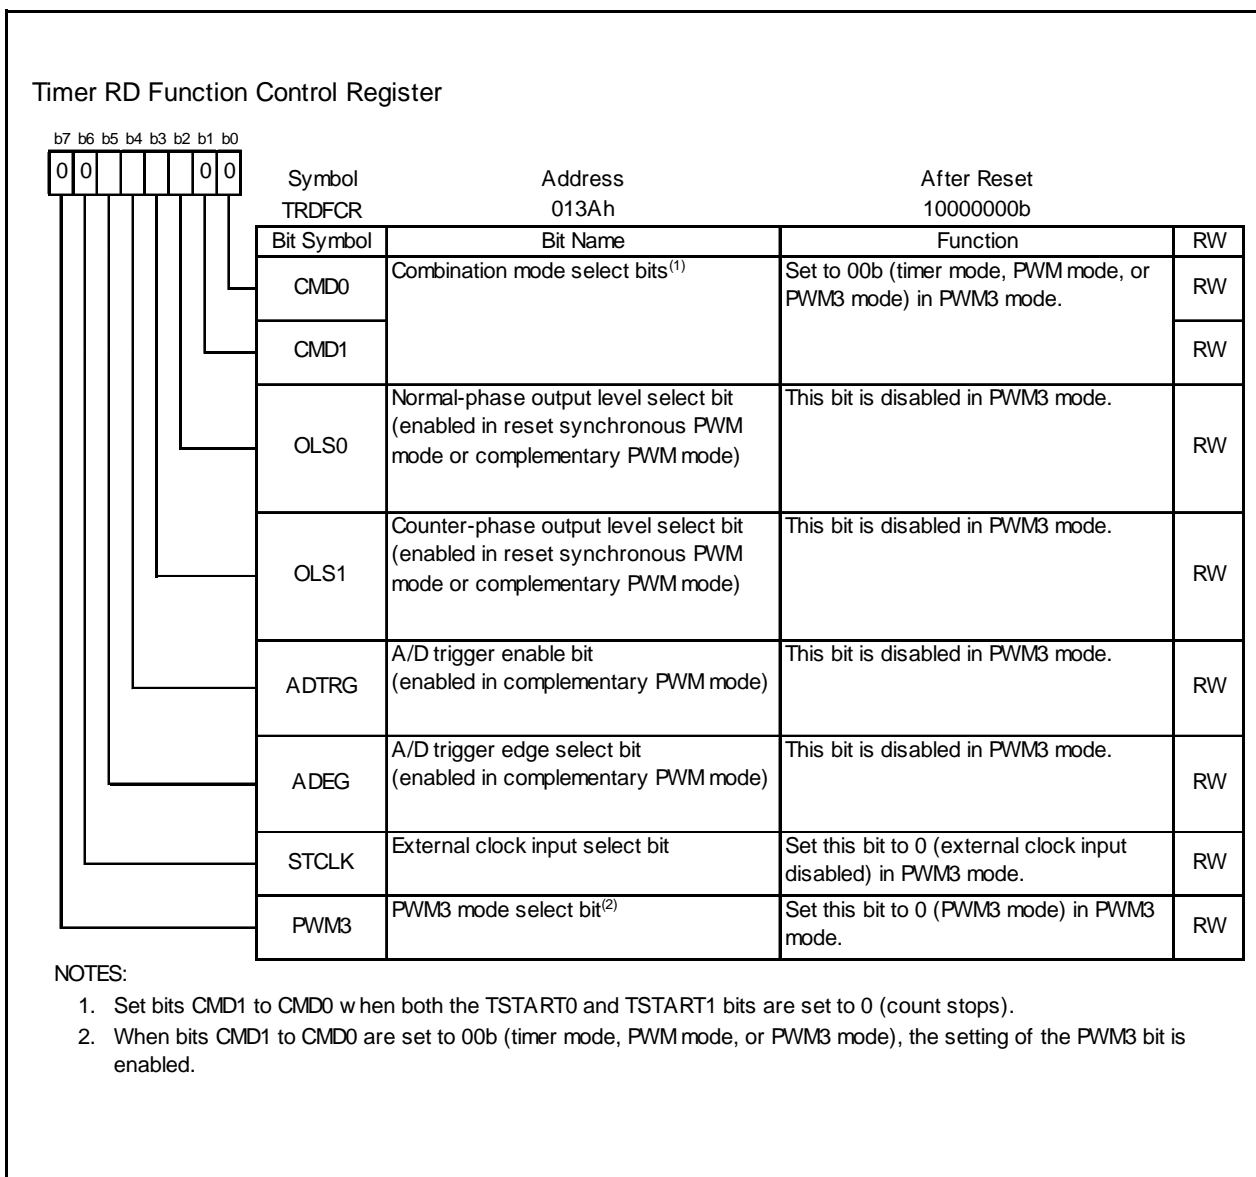 Timer RD Function Control Register
b7 b6 b5 b4 b3 b2 b1 b0
0 0 0 0
Symbol Address After Reset
TRDFCR 013Ah 10000000b
Bit Symbol Bit Name Function RW
CMD0 Combination mode select bits(1) Set to 00b (timer mode, PWM mode, or RW
PWM3 mode) in PWM3 mode.
CMD1 RW
Normal-phase output level select bit This bit is disabled in PWM3 mode.
(enabled in reset synchronous PWM
OLS0 mode or complementary PWM mode) RW
Counter-phase output level select bit This bit is disabled in PWM3 mode.
(enabled in reset synchronous PWM
OLS1 mode or complementary PWM mode) RW
A/D trigger enable bit This bit is disabled in PWM3 mode.
ADTRG (enabled in complementary PWM mode) RW
A/D trigger edge select bit This bit is disabled in PWM3 mode.
ADEG (enabled in complementary PWM mode) RW
STCLK External clock input select bit Set this bit to 0 (external clock input RW
disabled) in PWM3 mode.
PWM3 PWM3 mode select bit(2) Set this bit to 0 (PWM3 mode) in PWM3 RW
mode.
NOTES:
1. Set bits CMD1 to CMD0 when both the TSTART0 and TSTART1 bits are set to 0 (count stops).
2. When bits CMD1 to CMD0 are set to 00b (timer mode, PWM mode, or PWM3 mode), the setting of the PWM3 bit is
enabled.